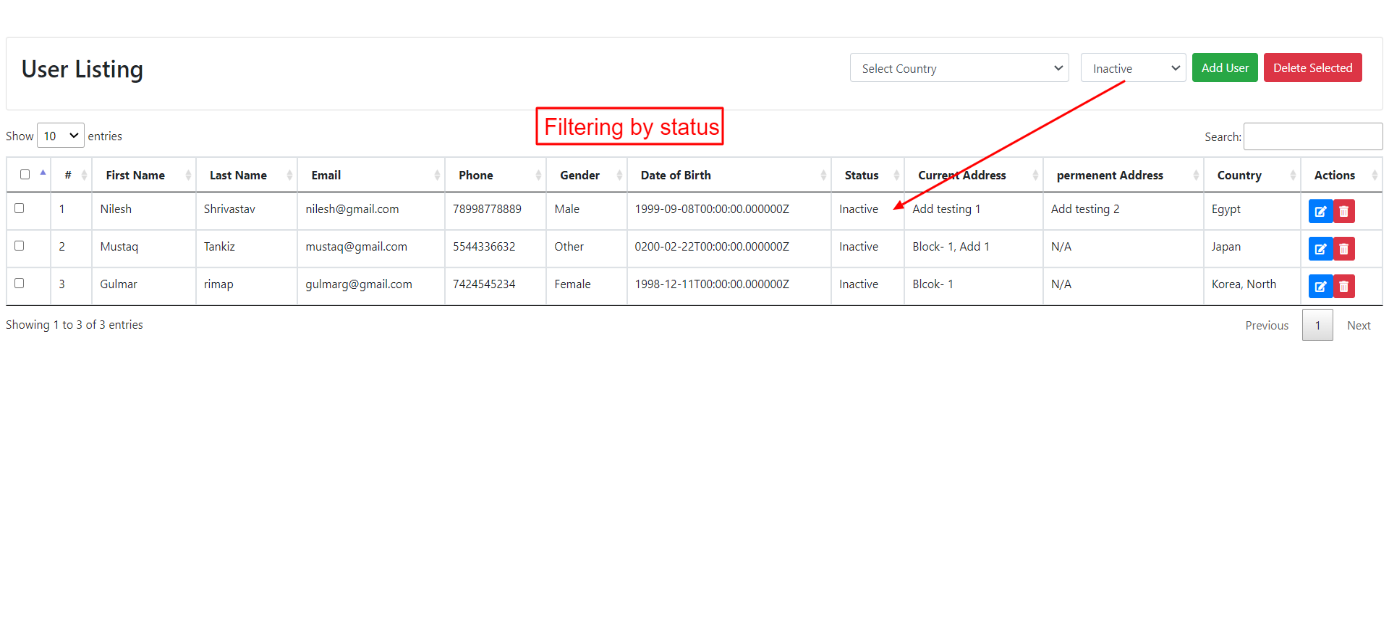 User Listing Select Country Inactive Add User Delete Selected
Filtering by status
Show 10 entries Search:
# First Name Last Name Email Phone Gender Date of Birth Status Current Address permenent Address Country Actions
1 Nilesh Shrivastav nilesh@gmail.com 78998778889 Male 1999-09-08T00:00:00.000000Z Inactive Add testing 1 Add testing 2 Egypt
2 Mustaq Tankiz mustaq@gmail.com 5544336632 Other 0200-02-22T00:00:00.000000Z Inactive Block- 1, Add 1 N/A Japan
3 Gulmar rimap gulmarg@gmail.com 7424545234 Female 1998-12-11T00:00:00.000000Z Inactive Blcok- 1 N/A Korea, North
Showing 1 to 3 of 3 entries Previous 1 Next